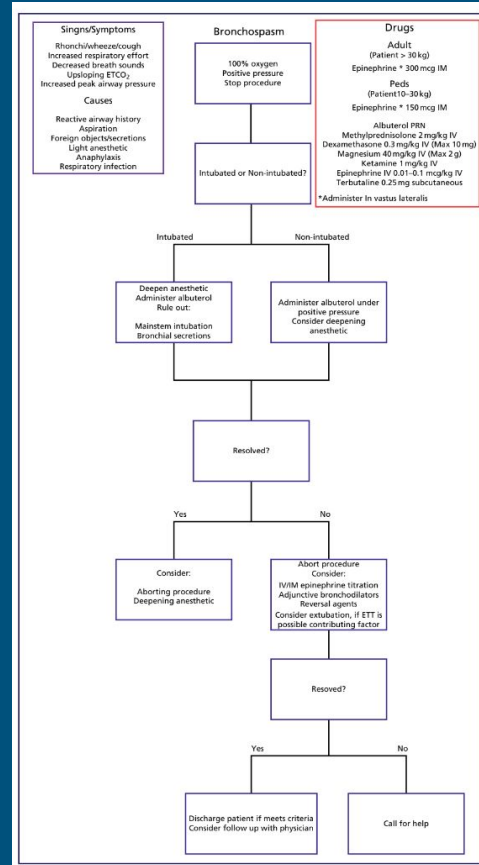 Singns/Symptoms
Rhonchi/wheeze/cough
Increased respiratory effort
Decreased breath sounds
Upsloping ETCO₂
Increased peak airway pressure
Causes
Reactive airway history
Aspiration
Foreign objects/secretions
Light anesthetic
Anaphylaxis
Respiratory infection
Bronchospasm
100% oxygen
Positive pressure
Stop procedure
Drugs
Adult
(Patient > 30 kg)
Epinephrine * 300 mcg IM
Peds
(Patient10–30 kg)
Epinephrine * 150 mcg IM
Albuterol PRN
Methylprednisolone 2 mg/kg IV
Dexamethasone 0.3 mg/kg IV (Max 10 mg)
Magnesium 40 mg/kg IV (Max 2 g)
Ketamine 1 mg/kg IV
Epinephrine IV 0.01–0.1 mcg/kg IV
Terbutaline 0.25 mg subcutaneous
*Administer In vastus lateralis
Intubated or Non-intubated?
Intubated
Non-intubated
Deepen anesthetic
Administer albuterol
Rule out:
Mainstem intubation
Bronchial secretions
Administer albuterol under
positive pressure
Consider deepening
anesthetic
Resolved?
Yes
No
Consider:
Aborting procedure
Deepening anesthetic
Abort procedure
Consider:
IV/IM epinephrine titration
Adjunctive bronchodilators
Reversal agents
Consider extubation, if ETT is
possible contributing factor
Resoved?
Yes
No
Discharge patient if meets criteria
Consider follow up with physician
Call for help